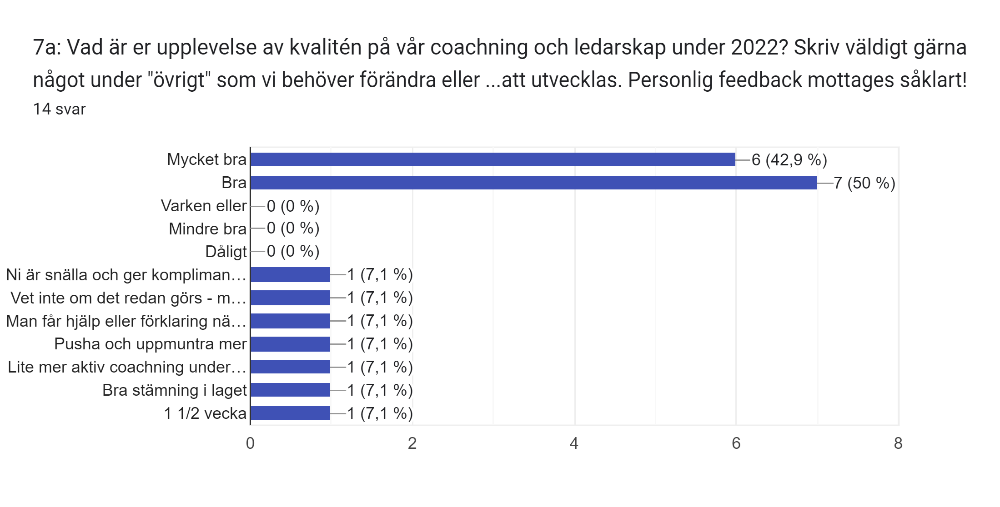 7a: Vad är er upplevelse av kvalitén på vår coachning och ledarskap under 2022? Skriv väldigt gärna
något under "övrigt" som vi behöver förändra eller ...att utvecklas. Personlig feedback mottages såklart!
14 svar
Mycket bra 6 (42,9 %)
Bra 7 (50 %)
Varken eller 0 (0 %)
Mindre bra 0 (0 %)
Dåligt 0 (0 %)
Ni är snälla och ger kompliman... 1 (7,1 %)
Vet inte om det redan görs - m... 1 (7,1 %)
Man får hjälp eller förklaring nä... 1 (7,1 %)
Pusha och uppmuntra mer 1 (7,1 %)
Lite mer aktiv coachning under... 1 (7,1 %)
Bra stämning i laget 1 (7,1 %)
1 1/2 vecka 1 (7,1 %)
0 2 4 6 8